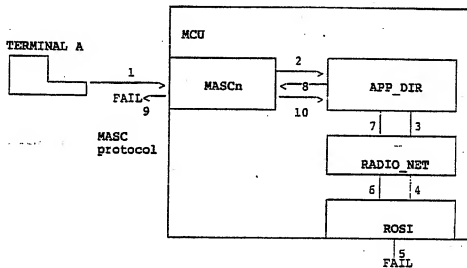 MCU
TERMINAL A
1
2
MASCn
8
APP_DIR
FAIL
9
10
MASC
protocol
7
3
RADIO_NET
6
4
ROSI
5
FAIL